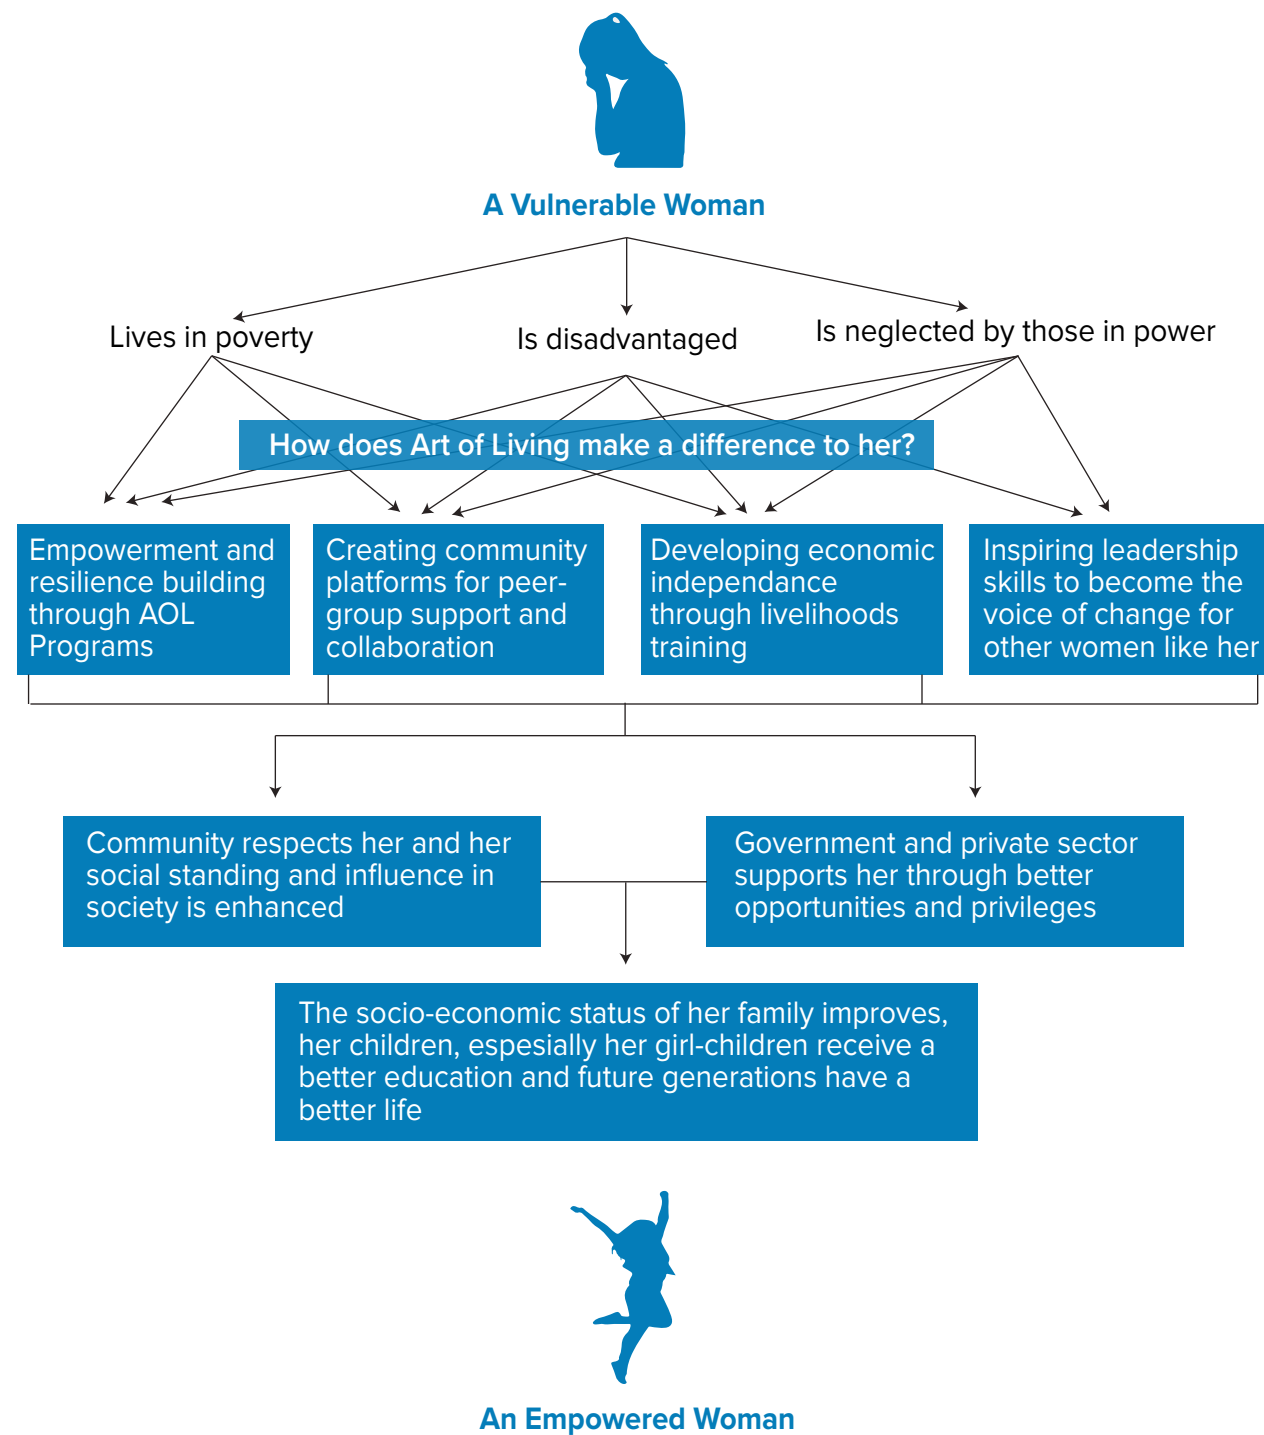 A Vulnerable Woman
Lives in poverty
Is disadvantaged
Is neglected by those in power
How does Art of Living make a difference to her?
Empowerment and
resilience building
through AOL
Programs
Creating community
platforms for peer-
group support and
collaboration
Developing economic
independance
through livelihoods
training
Inspiring leadership
skills to become the
voice of change for
other women like her
Community respects her and her
social standing and influence in
society is enhanced
Government and private sector
supports her through better
opportunities and privileges
The socio-economic status of her family improves,
her children, espesially her girl-children receive a
better education and future generations have a
better life
An Empowered Woman